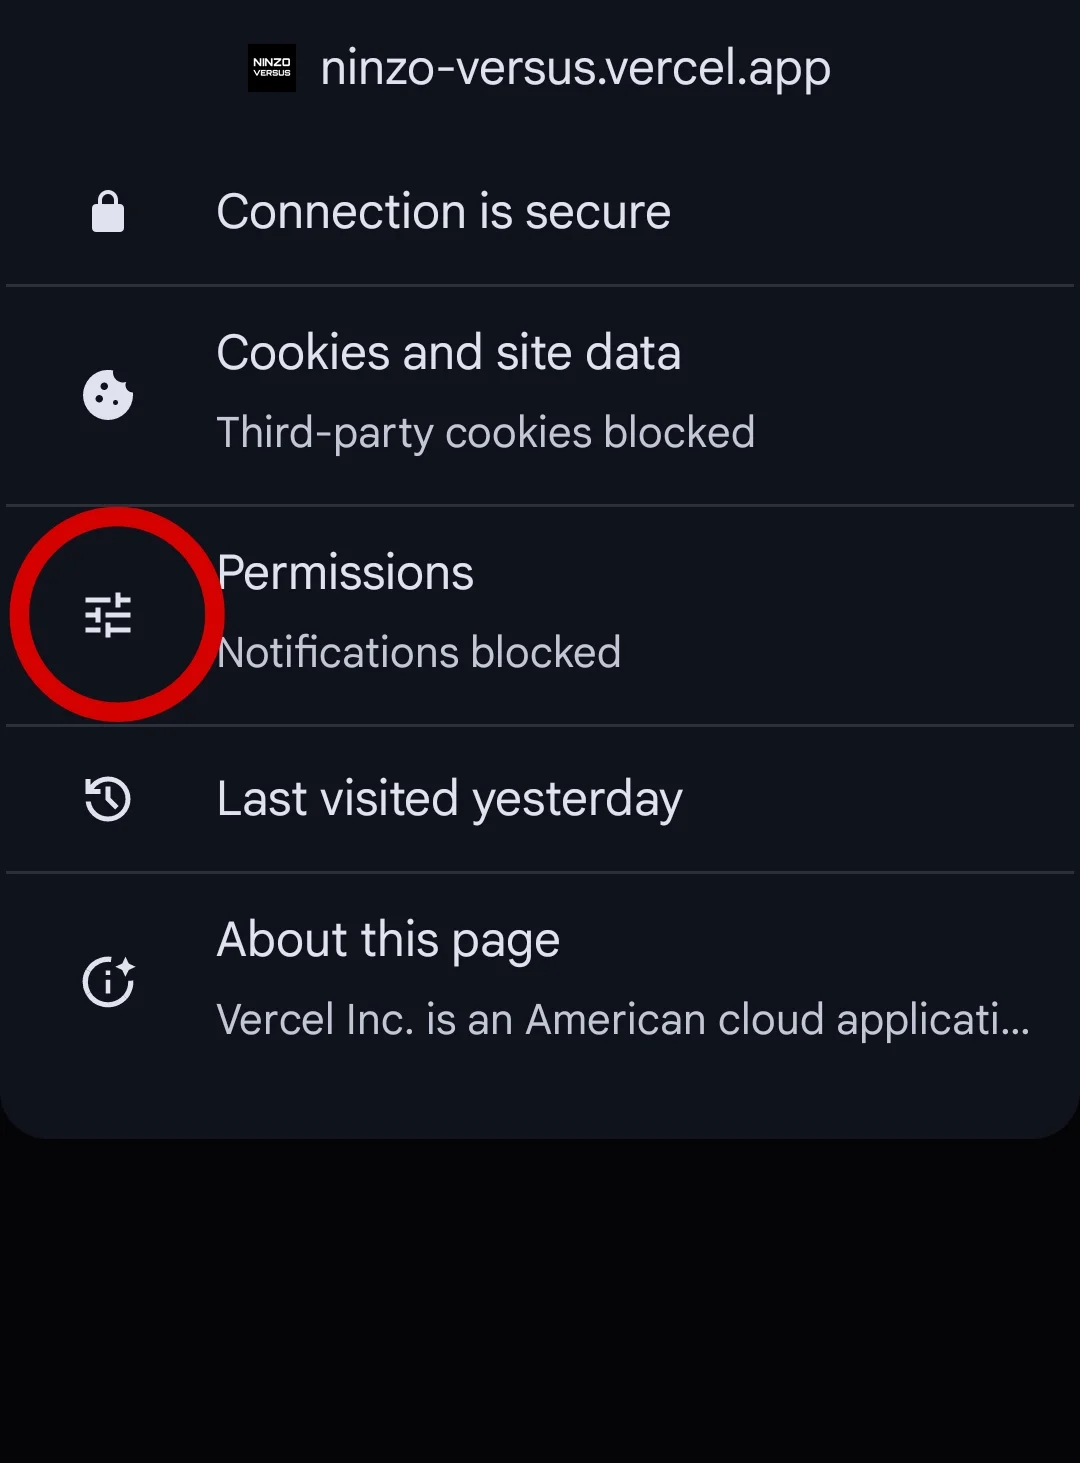 NINZO
VERSUS
ninzo-versus.vercel.app
Connection is secure
Cookies and site data
Third-party cookies blocked
Permissions
Notifications blocked
Last visited yesterday
About this page
Vercel Inc. is an American cloud applicati...